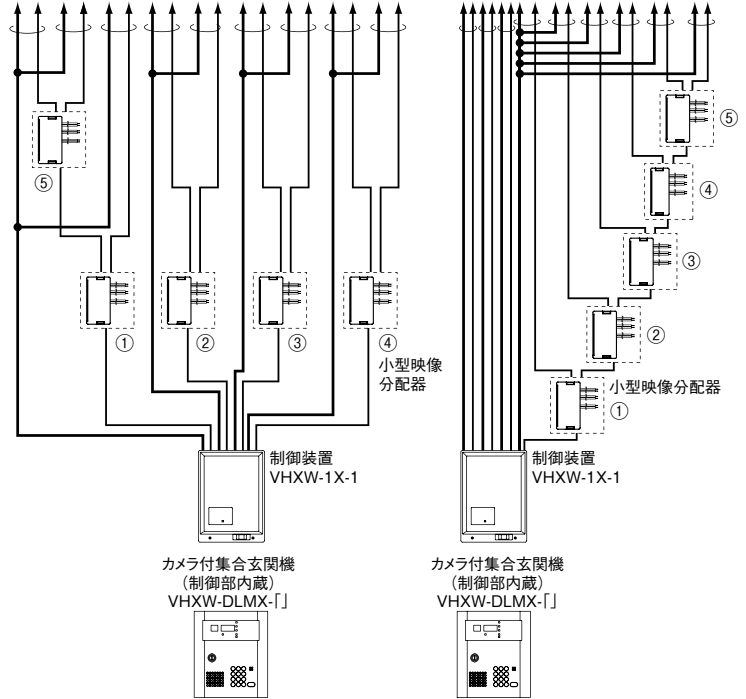 ⑤
①
②
③
④
小型映像
分配器
制御装置
VHXW-1X-1
カメラ付集合玄関機
（制御部内蔵）
VHXW-DLMX-「」
⑤
④
③
②
小型映像分配器
①
制御装置
VHXW-1X-1
カメラ付集合玄関機
（制御部内蔵）
VHXW-DLMX-「」